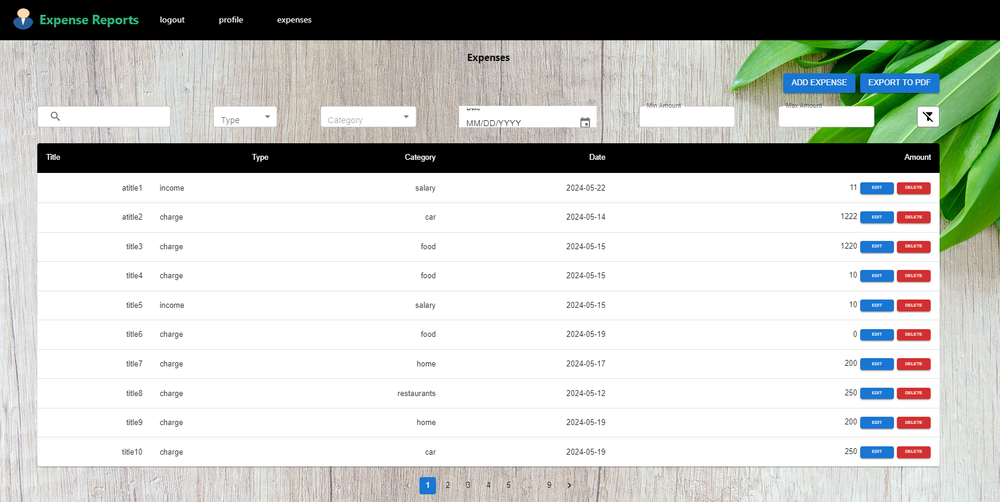 Expense Reports logout profile expenses
Expenses
ADD EXPENSE EXPORT TO PDF
Type Category Date MM/DD/YYYY Min Amount Max Amount
Title Type Category Date Amount
atitle1 income salary 2024-05-22 11 EDIT DELETE
atitle2 charge car 2024-05-14 1222 EDIT DELETE
title3 charge food 2024-05-15 1220 EDIT DELETE
title4 charge food 2024-05-15 10 EDIT DELETE
title5 income salary 2024-05-15 10 EDIT DELETE
title6 charge food 2024-05-19 0 EDIT DELETE
title7 charge home 2024-05-17 200 EDIT DELETE
title8 charge restaurants 2024-05-12 250 EDIT DELETE
title9 charge home 2024-05-19 200 EDIT DELETE
title10 charge car 2024-05-19 250 EDIT DELETE
1 2 3 4 5 ... 9